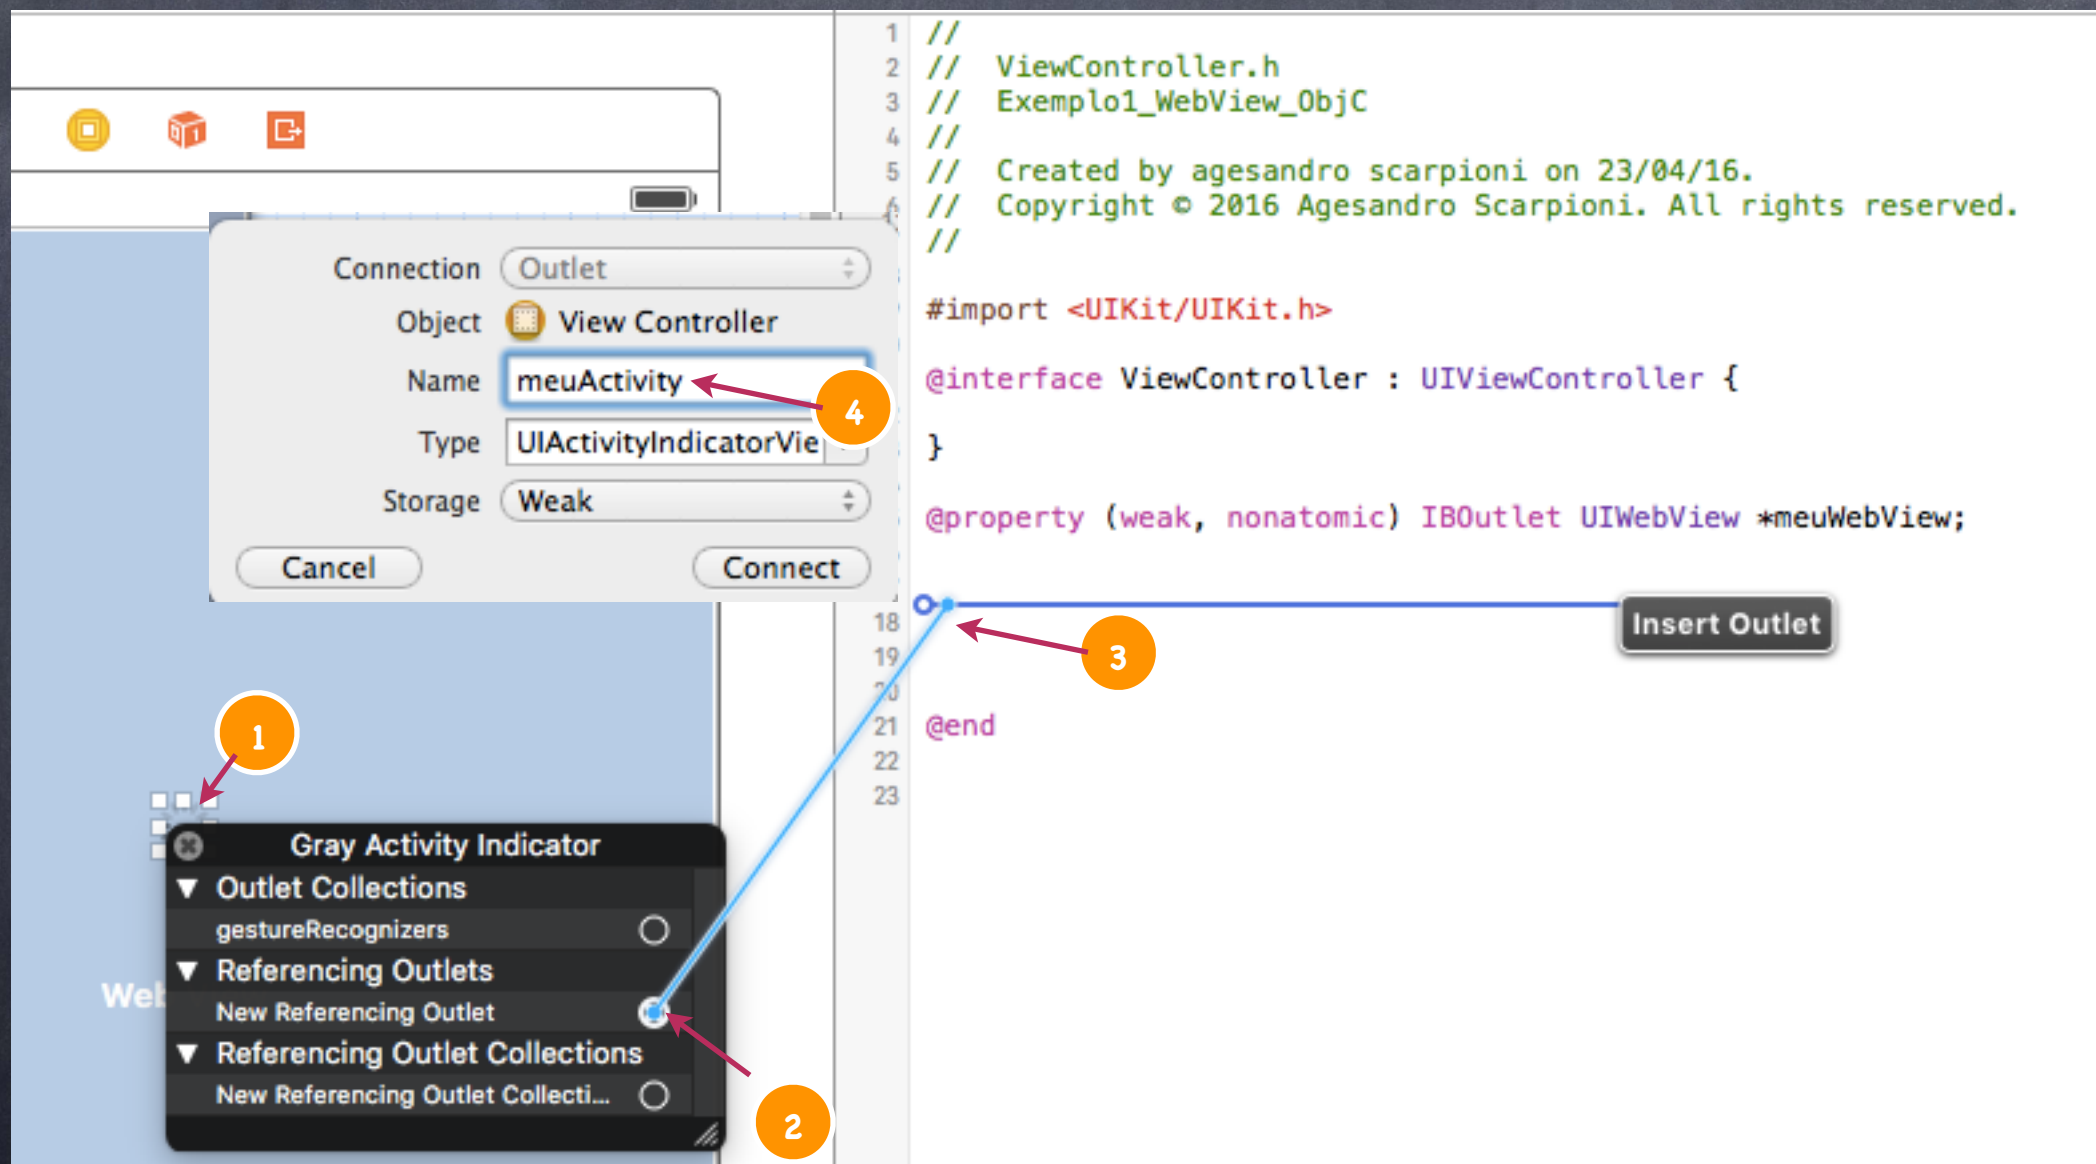 1 //
2 // ViewController.h
3 // Exemplo1_WebView_ObjC
4 //
5 // Created by agesandro scarpioni on 23/04/16.
// Copyright © 2016 Agesandro Scarpioni. All rights reserved.
//
#import <UIKit/UIKit.h>
@interface ViewController : UIViewController {
}
@property (weak, nonatomic) IBOutlet UIWebView *meuWebView;
Insert Outlet
18
19
20
21 @end
22
23
Connection Outlet
Object View Controller
Name meuActivity
Type UIActivityIndicatorVie
Storage Weak
Cancel Connect
4
3
1
2
Gray Activity Indicator
Outlet Collections
gestureRecognizers
Referencing Outlets
New Referencing Outlet
Referencing Outlet Collections
New Referencing Outlet Collecti...